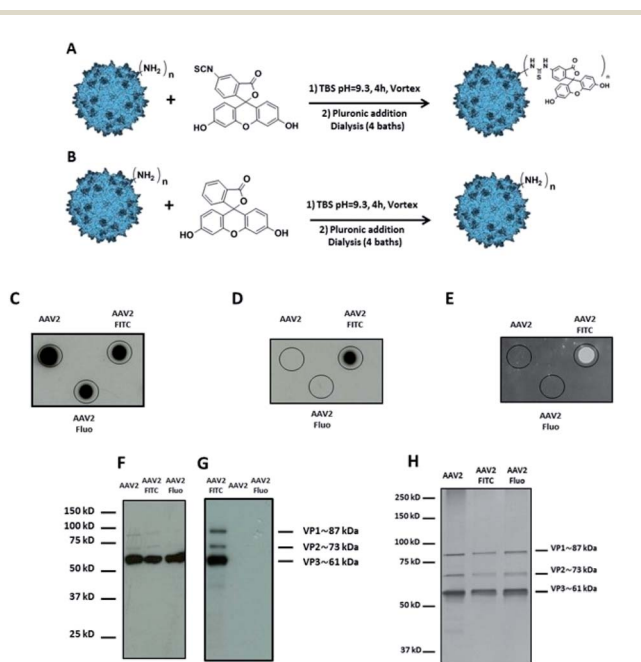 A
(NH2)n
+
SCN
O
O
HO
O
OH
1) TBS pH=9.3, 4h, Vortex
2) Pluronic addition
Dialysis (4 baths)
H
N
H
N
S
O
O
O
HO
OH
n
B
(NH2)n
+
O
O
HO
O
OH
1) TBS pH=9.3, 4h, Vortex
2) Pluronic addition
Dialysis (4 baths)
(NH2)n
C
AAV2
AAV2
FITC
AAV2
Fluo
D
AAV2
AAV2
FITC
AAV2
Fluo
E
AAV2
AAV2
FITC
AAV2
Fluo
F
AAV2
AAV2
FITC
AAV2
Fluo
150 kD
100 kD
75 kD
50 kD
37 kD
25 kD
G
AAV2
FITC
AAV2
AAV2
Fluo
VP1~87 kDa
VP2~73 kDa
VP3~61 kDa
H
AAV2
AAV2
FITC
AAV2
Fluo
250 kD
150 kD
100 kD
75 kD
50 kD
37 kD
VP1~87 kDa
VP2~73 kDa
VP3~61 kDa